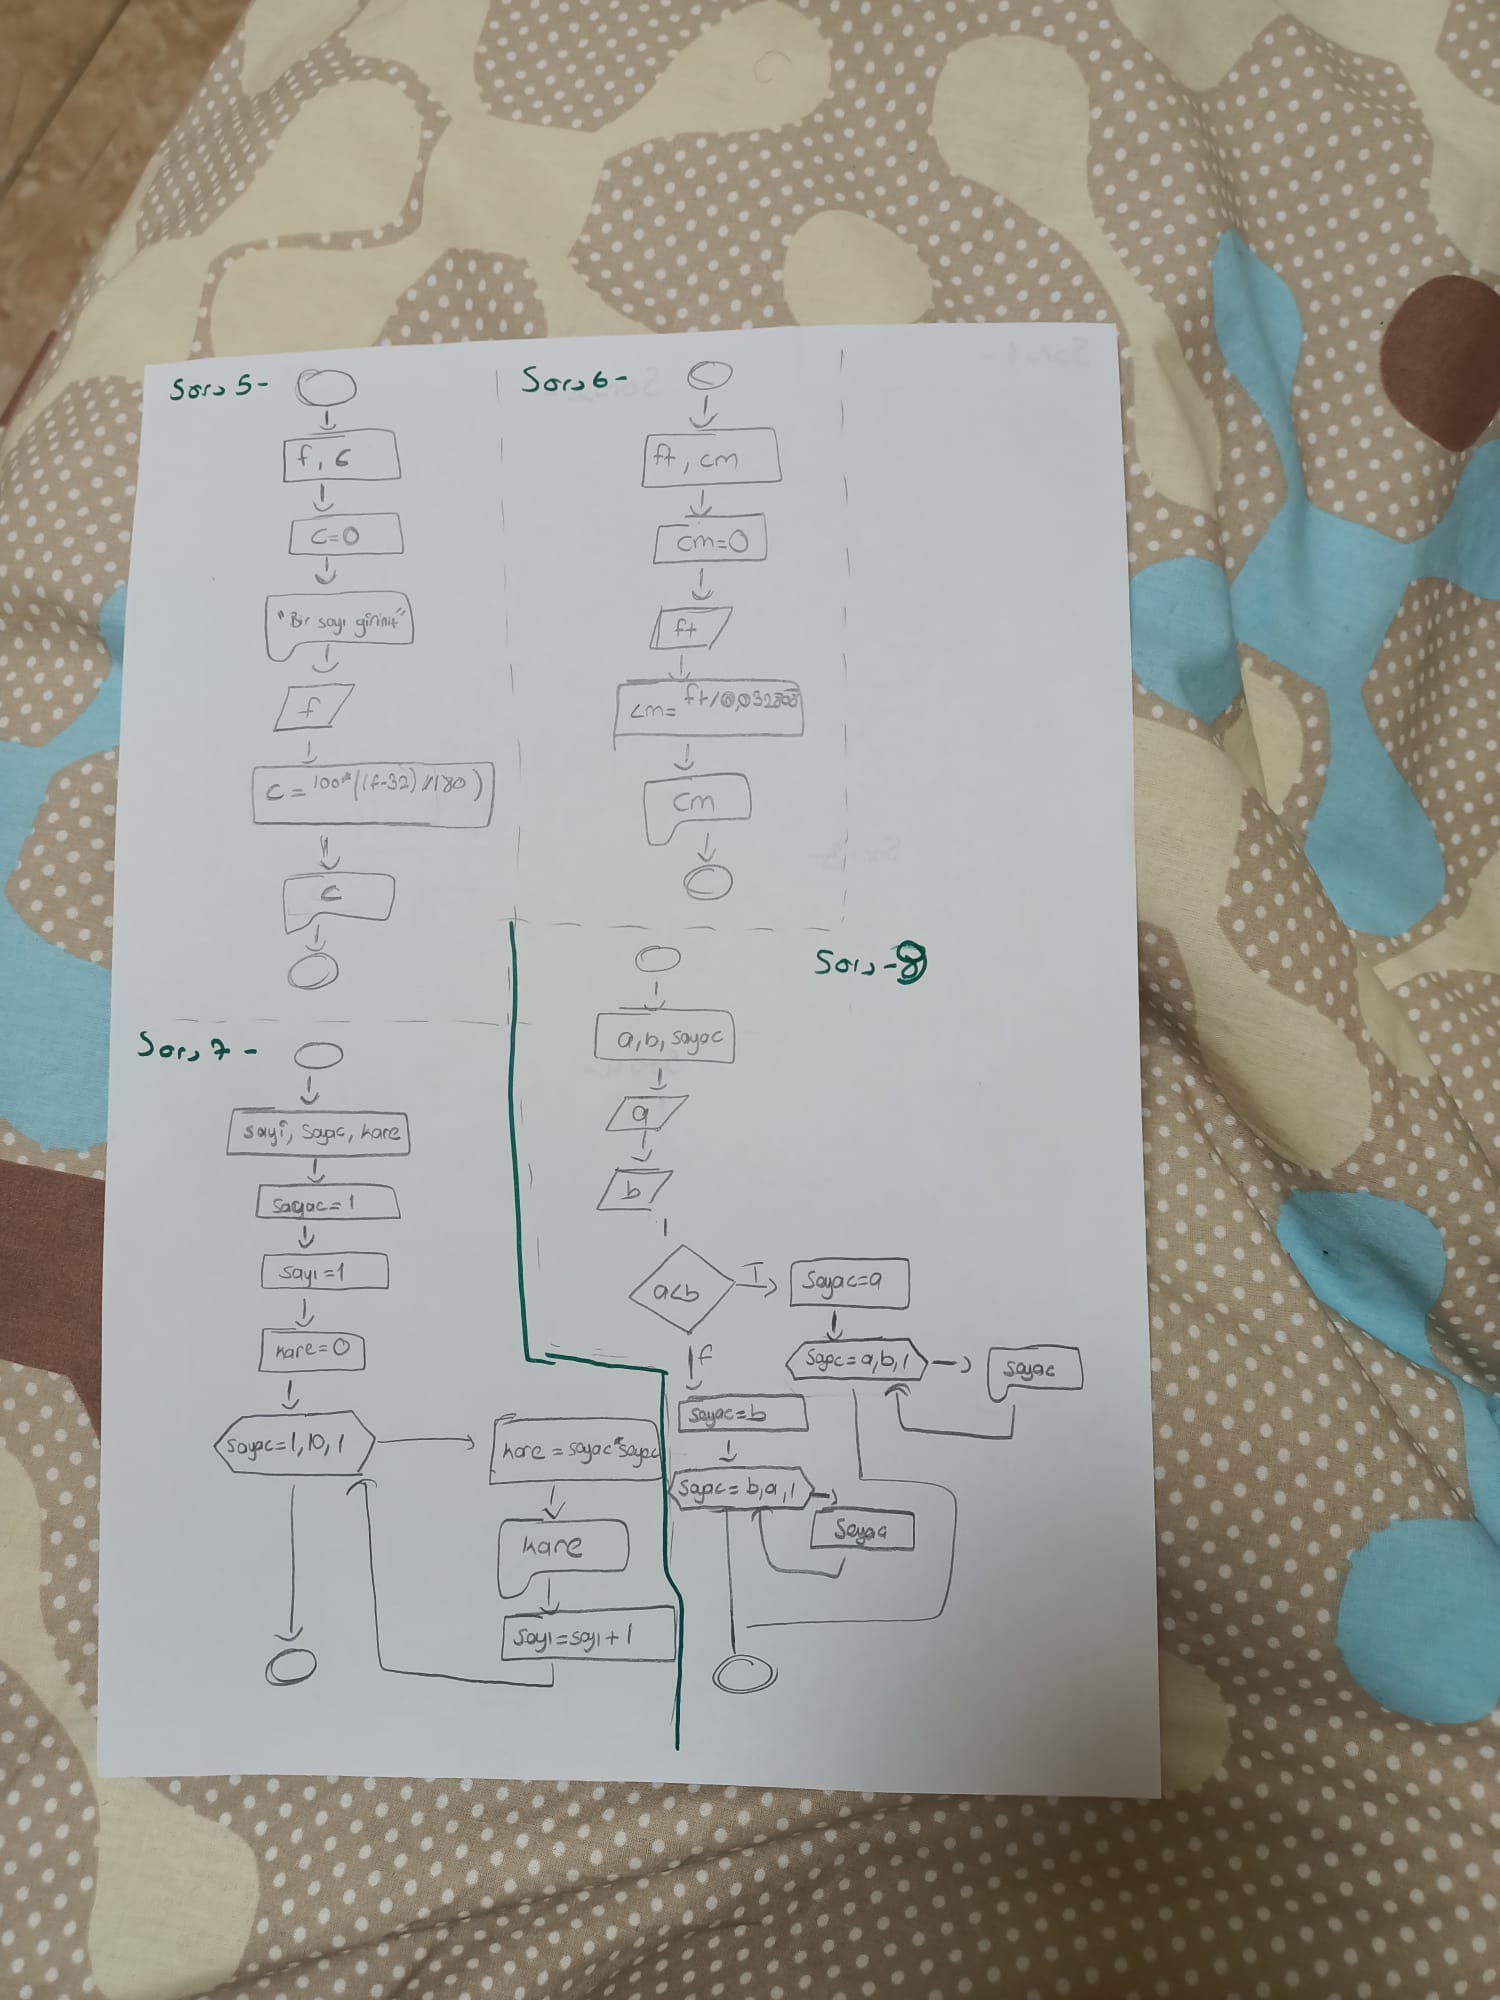 Soru 5-
f, c
C=0
"Bir sayı giriniz"
f
C = 100*((f-32)/180)
C
Soru 6-
ft, cm
cm=0
ft
cm= ft/0,032808
cm
Soru 7-
sayi, sayac, kare
sayac=1
sayı=1
kare=0
sayac=1,10,1
kare = sayac*sayac
kare
sayı=sayı+1
Soru-8
a,b, sayac
a
b
a<b
T
sayac=a
Sayac=a,b,1
sayac
f
sayac=b
Sayac= b,a,1